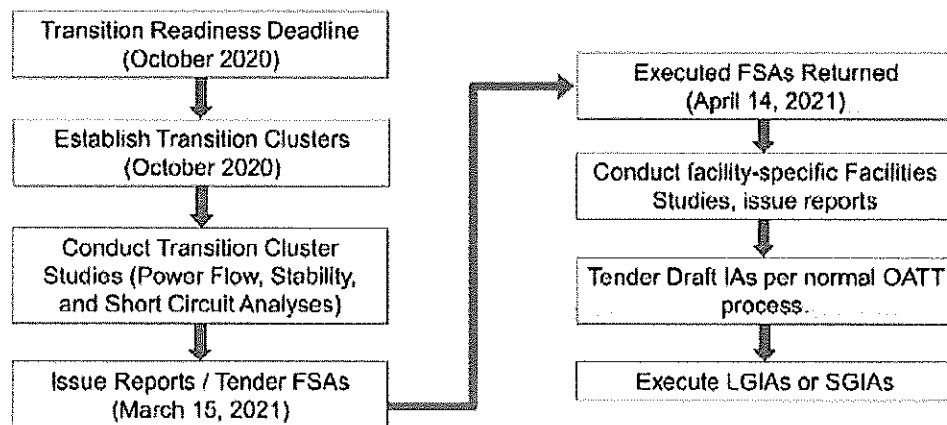 Transition Readiness Deadline
(October 2020)
Establish Transition Clusters
(October 2020)
Conduct Transition Cluster
Studies (Power Flow, Stability,
and Short Circuit Analyses)
Issue Reports / Tender FSAs
(March 15, 2021)
Executed FSAs Returned
(April 14, 2021)
Conduct facility-specific Facilities
Studies, issue reports
Tender Draft IAs per normal OATT
process.
Execute LGIAs or SGIAs